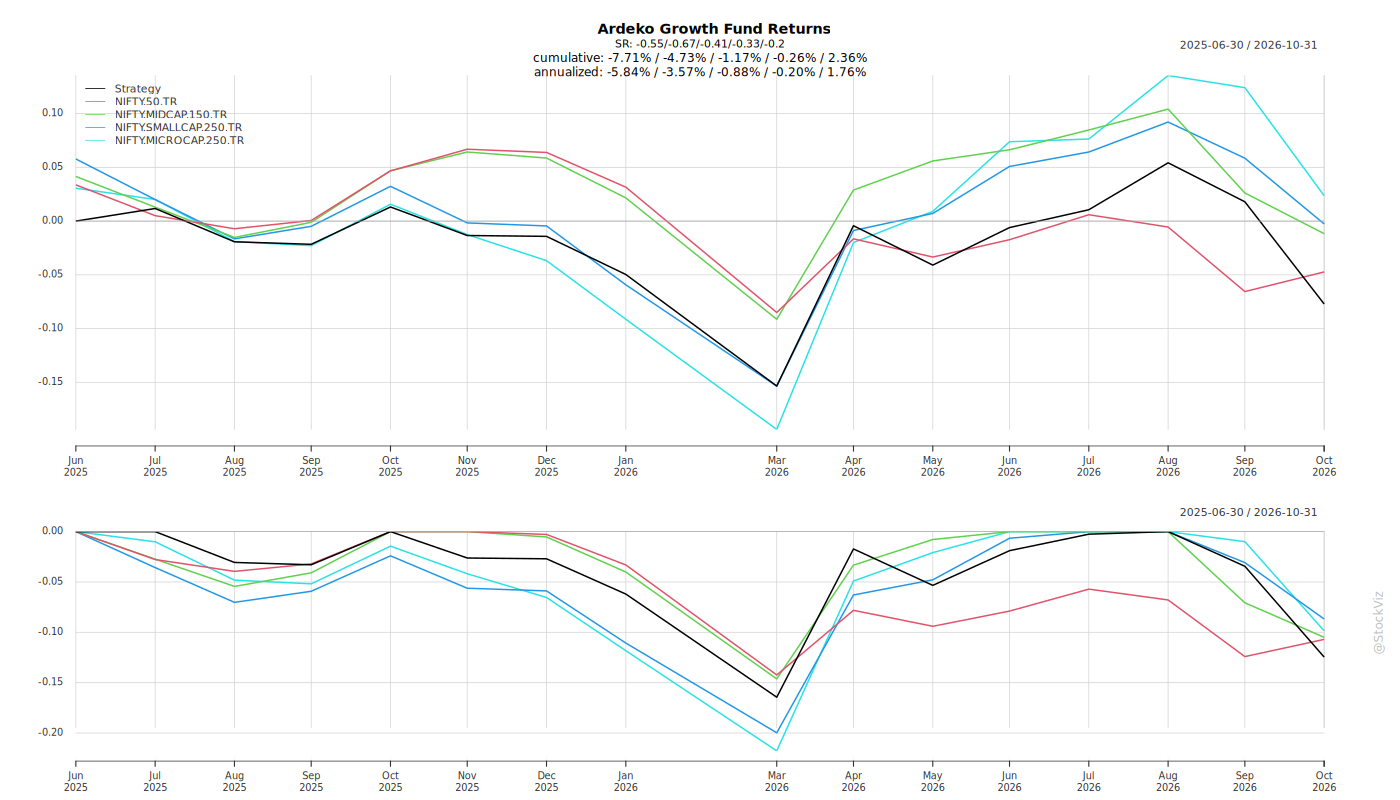 Ardeko Growth Fund Returns
SR: -0.55/-0.67/-0.41/-0.33/-0.2
cumulative: -7.71% / -4.73% / -1.17% / -0.26% / 2.36%
annualized: -5.84% / -3.57% / -0.88% / -0.20% / 1.76%
2025-06-30 / 2026-10-31
Strategy
NIFTY.50.TR
NIFTY.MIDCAP.150.TR
NIFTY.SMALLCAP.250.TR
NIFTY.MICROCAP.250.TR
0.10
0.05
0.00
-0.05
-0.10
-0.15
Jun Jul Aug Sep Oct Nov Dec Jan Mar Apr May Jun Jul Aug Sep Oct
2025 2025 2025 2025 2025 2025 2025 2026 2026 2026 2026 2026 2026 2026 2026 2026
2025-06-30 / 2026-10-31
0.00
-0.05
-0.10
-0.15
-0.20
Jun Jul Aug Sep Oct Nov Dec Jan Mar Apr May Jun Jul Aug Sep Oct
2025 2025 2025 2025 2025 2025 2025 2026 2026 2026 2026 2026 2026 2026 2026 2026
@StockViz